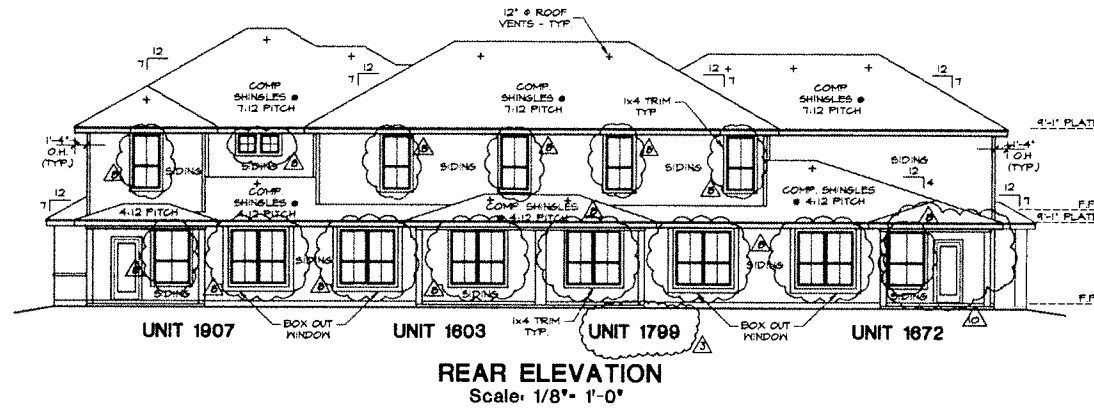 12" ⌀ ROOF
VENTS - TYP.
12
7
12
7
12
7
12
7
COMP
SHINGLES @
7:12 PITCH
COMP.
SHINGLES @
7:12 PITCH
COMP
SHINGLES @
7:12 PITCH
1x4 TRIM
TYP
9'-1" PLATE
1'-4"
O.H.
(TYP.)
1'-4"
O.H
(TYP.)
SIDING
SIDING
SIDING
SIDING
SIDING
12
4
12
7
12
7
4:12 PITCH
COMP.
SHINGLES @
4:12 PITCH
COMP. SHINGLES
@ 4:12 PITCH
COMP. SHINGLES
@ 4:12 PITCH
F.F.
9'-1" PLATE
SIDING
SIDING
SIDING
SIDING
SIDING
F.F.
UNIT 1907
BOX OUT
WINDOW
UNIT 1603
1x4 TRIM
TYP.
UNIT 1799
BOX OUT
WINDOW
UNIT 1672
10
3
REAR ELEVATION
Scale: 1/8"= 1'-0"